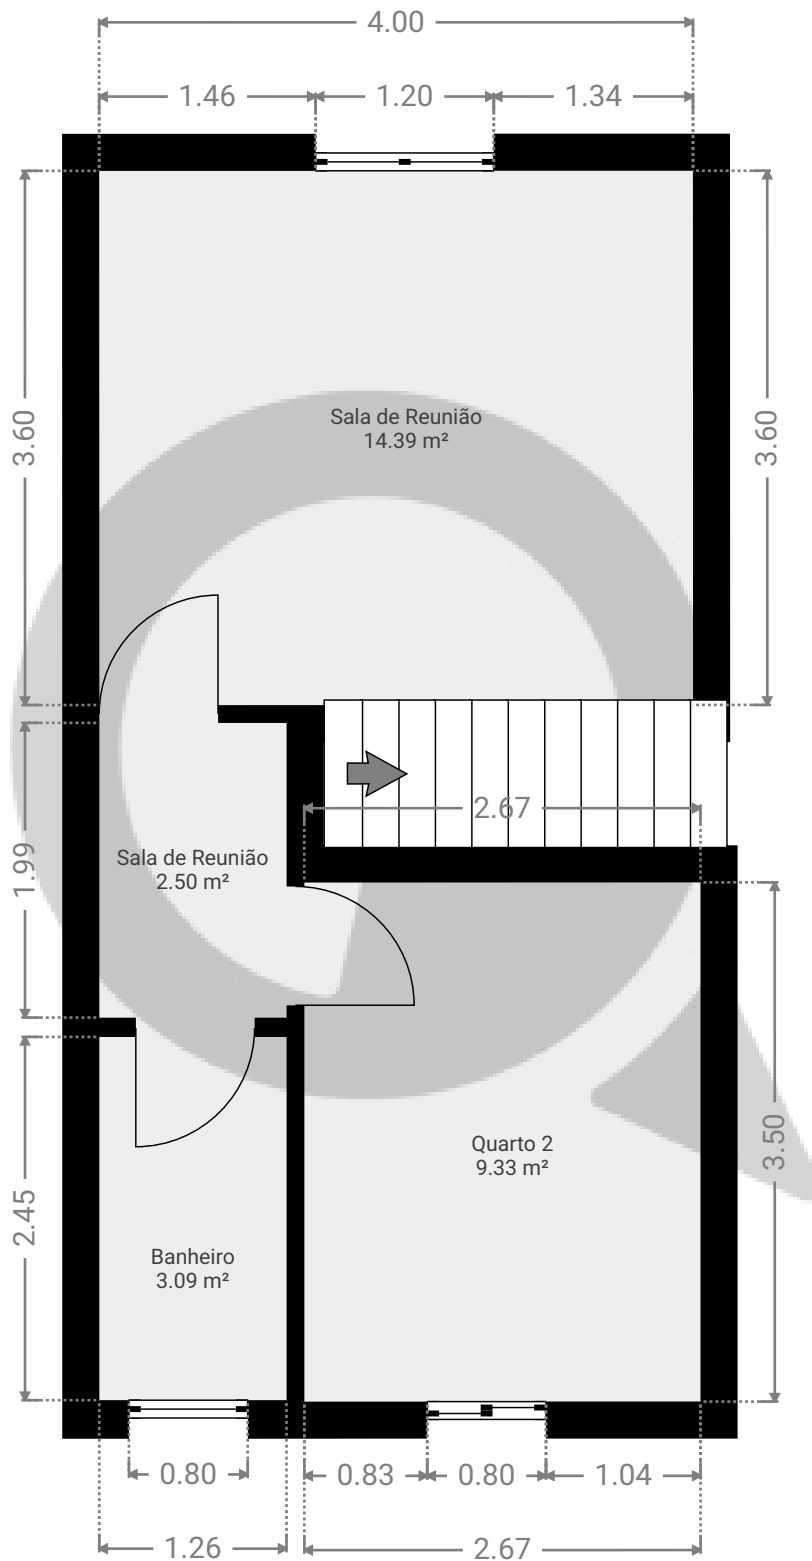 4.00
1.46
1.20
1.34
3.60
3.60
Sala de Reunião
14.39 m²
2.67
1.99
Sala de Reunião
2.50 m²
3.50
Quarto 2
9.33 m²
2.45
Banheiro
3.09 m²
0.80
0.83
0.80
1.04
1.26
2.67